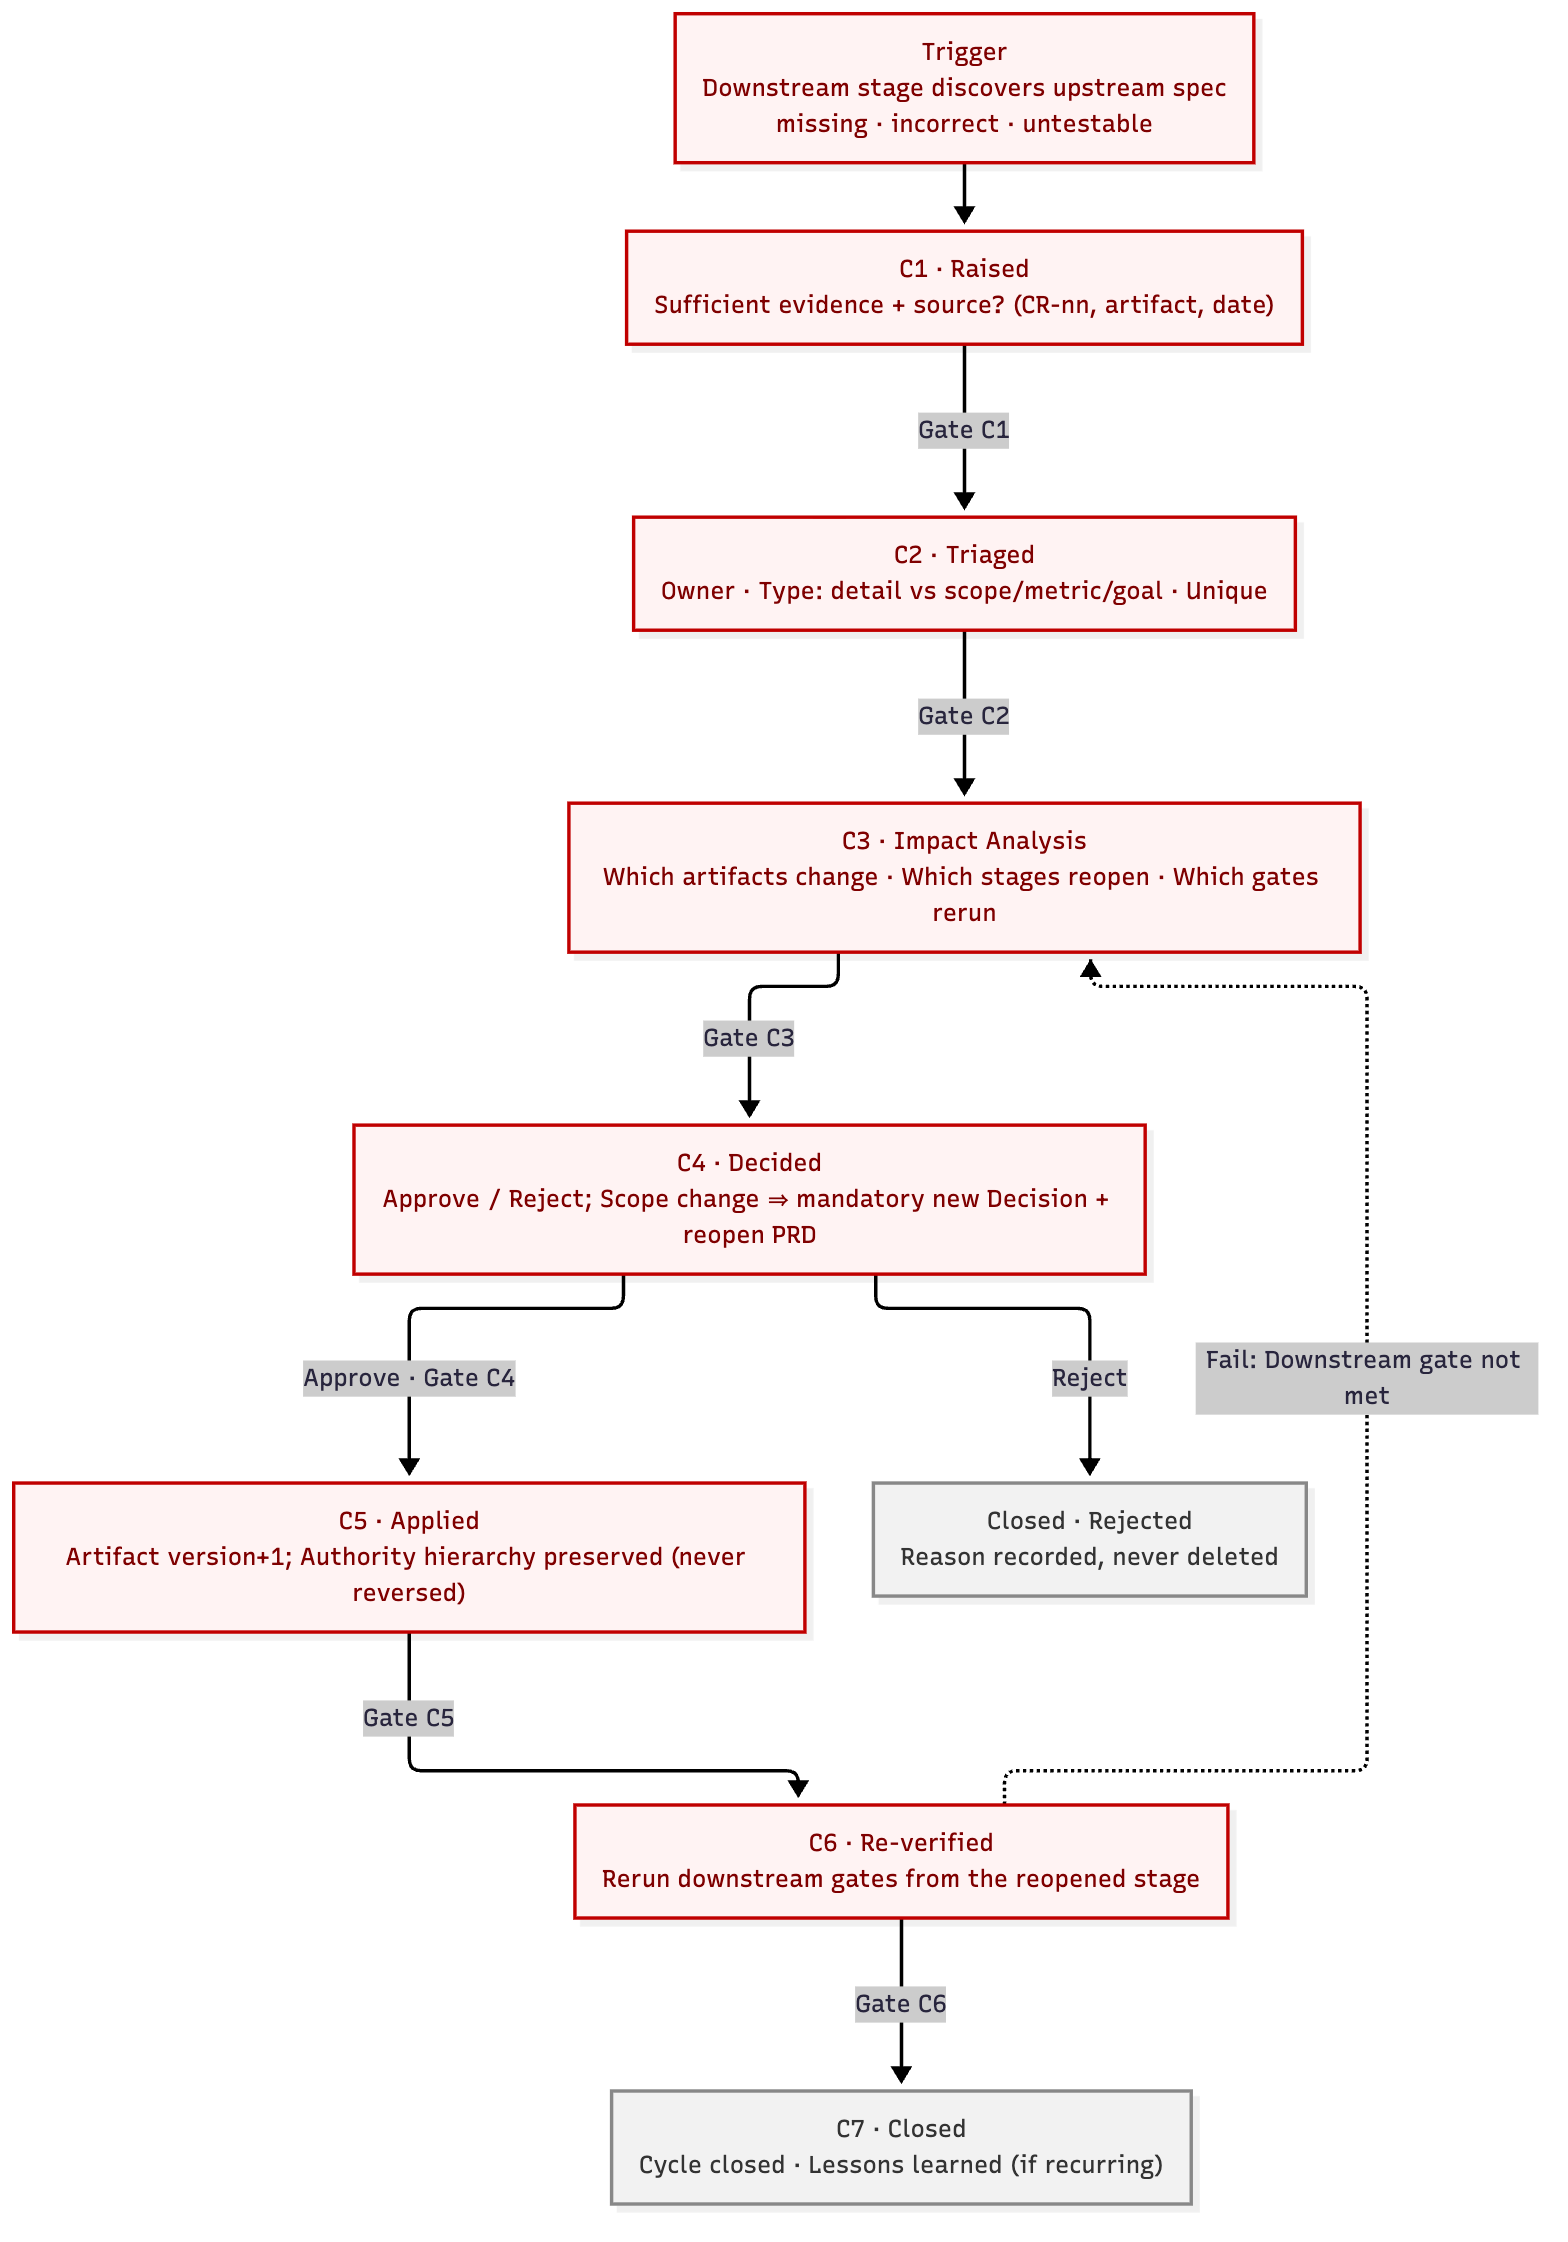 Trigger
Downstream stage discovers upstream spec
missing · incorrect · untestable
C1 · Raised
Sufficient evidence + source? (CR-nn, artifact, date)
Gate C1
C2 · Triaged
Owner · Type: detail vs scope/metric/goal · Unique
Gate C2
C3 · Impact Analysis
Which artifacts change · Which stages reopen · Which gates
rerun
Gate C3
C4 · Decided
Approve / Reject; Scope change ⇒ mandatory new Decision +
reopen PRD
Approve · Gate C4
Reject
Fail: Downstream gate not
met
C5 · Applied
Artifact version+1; Authority hierarchy preserved (never
reversed)
Closed · Rejected
Reason recorded, never deleted
Gate C5
C6 · Re-verified
Rerun downstream gates from the reopened stage
Gate C6
C7 · Closed
Cycle closed · Lessons learned (if recurring)